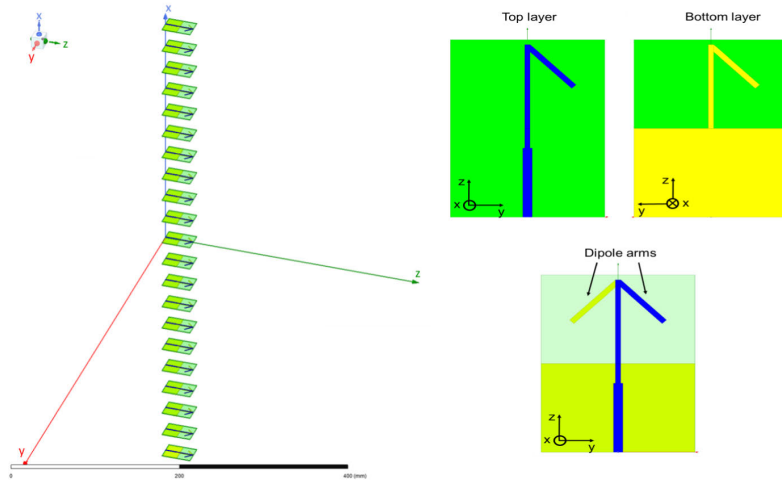 x
z
y
x
z
y
0
200
400 (mm)
Top layer
z
x
y
Bottom layer
z
y
x
Dipole arms
z
x
y